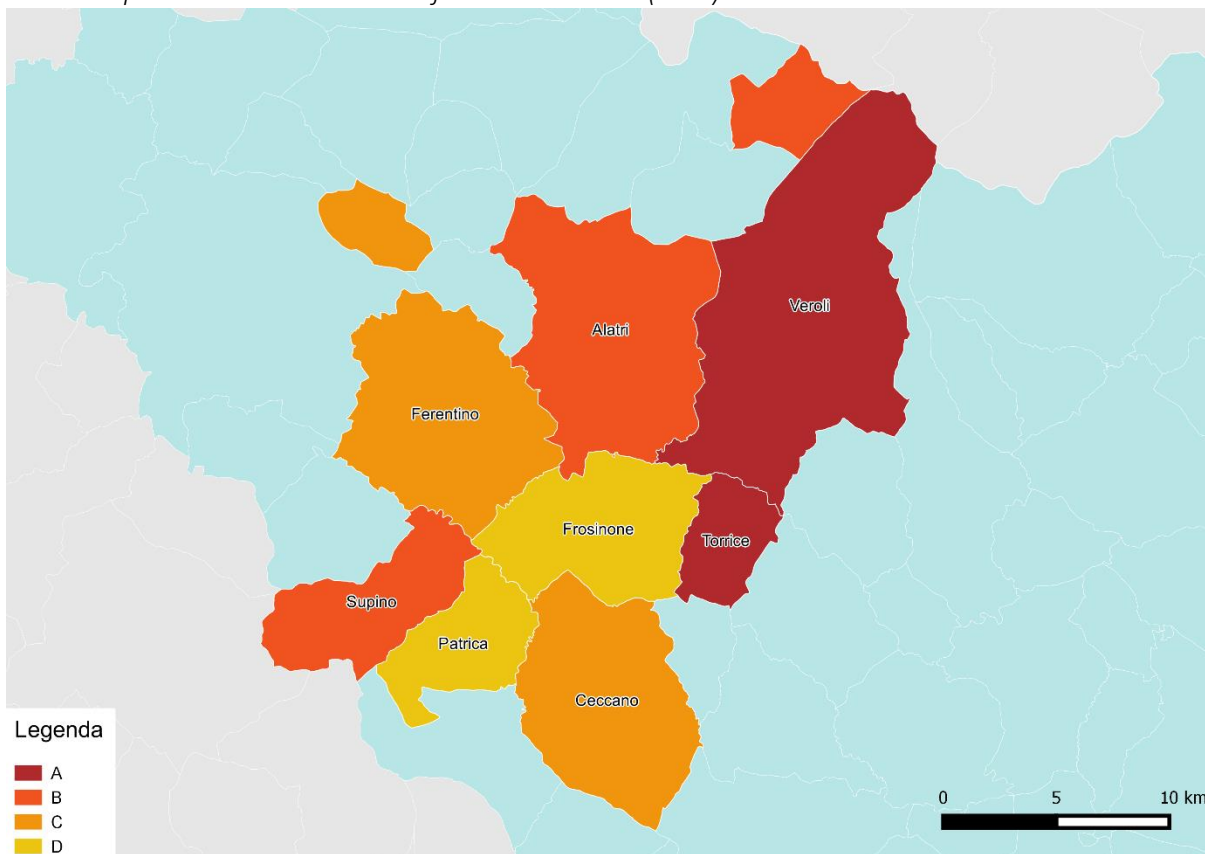 Veroli
Alatri
Ferentino
Frosinone
Torrice
Supino
Patrica
Ceccano
Legenda
A
B
C
D
0 5 10 km